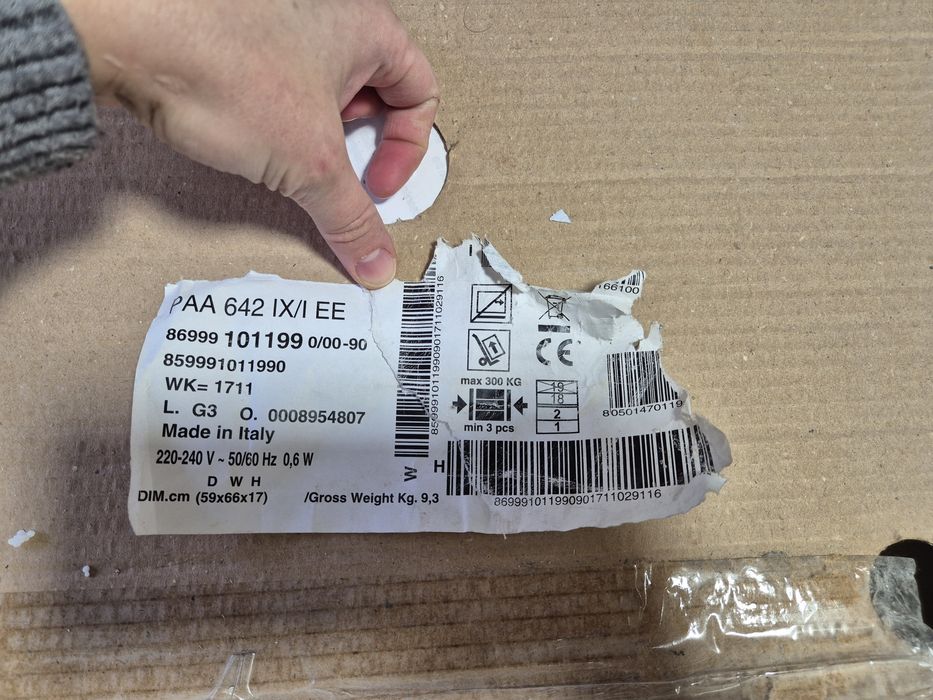 PAA 642 IX/I EE
86999 101199 0/00-90
859991011990
WK= 1711
L. G3 O. 0008954807
Made in Italy
220-240 V ~ 50/60 Hz 0,6 W
D W H
DIM.cm (59x66x17) /Gross Weight Kg. 9,3
W
H
869991011990901711029116
max 300 KG
min 3 pcs
CE
19
18
2
1
166100
80501470119
869991011990901711029116